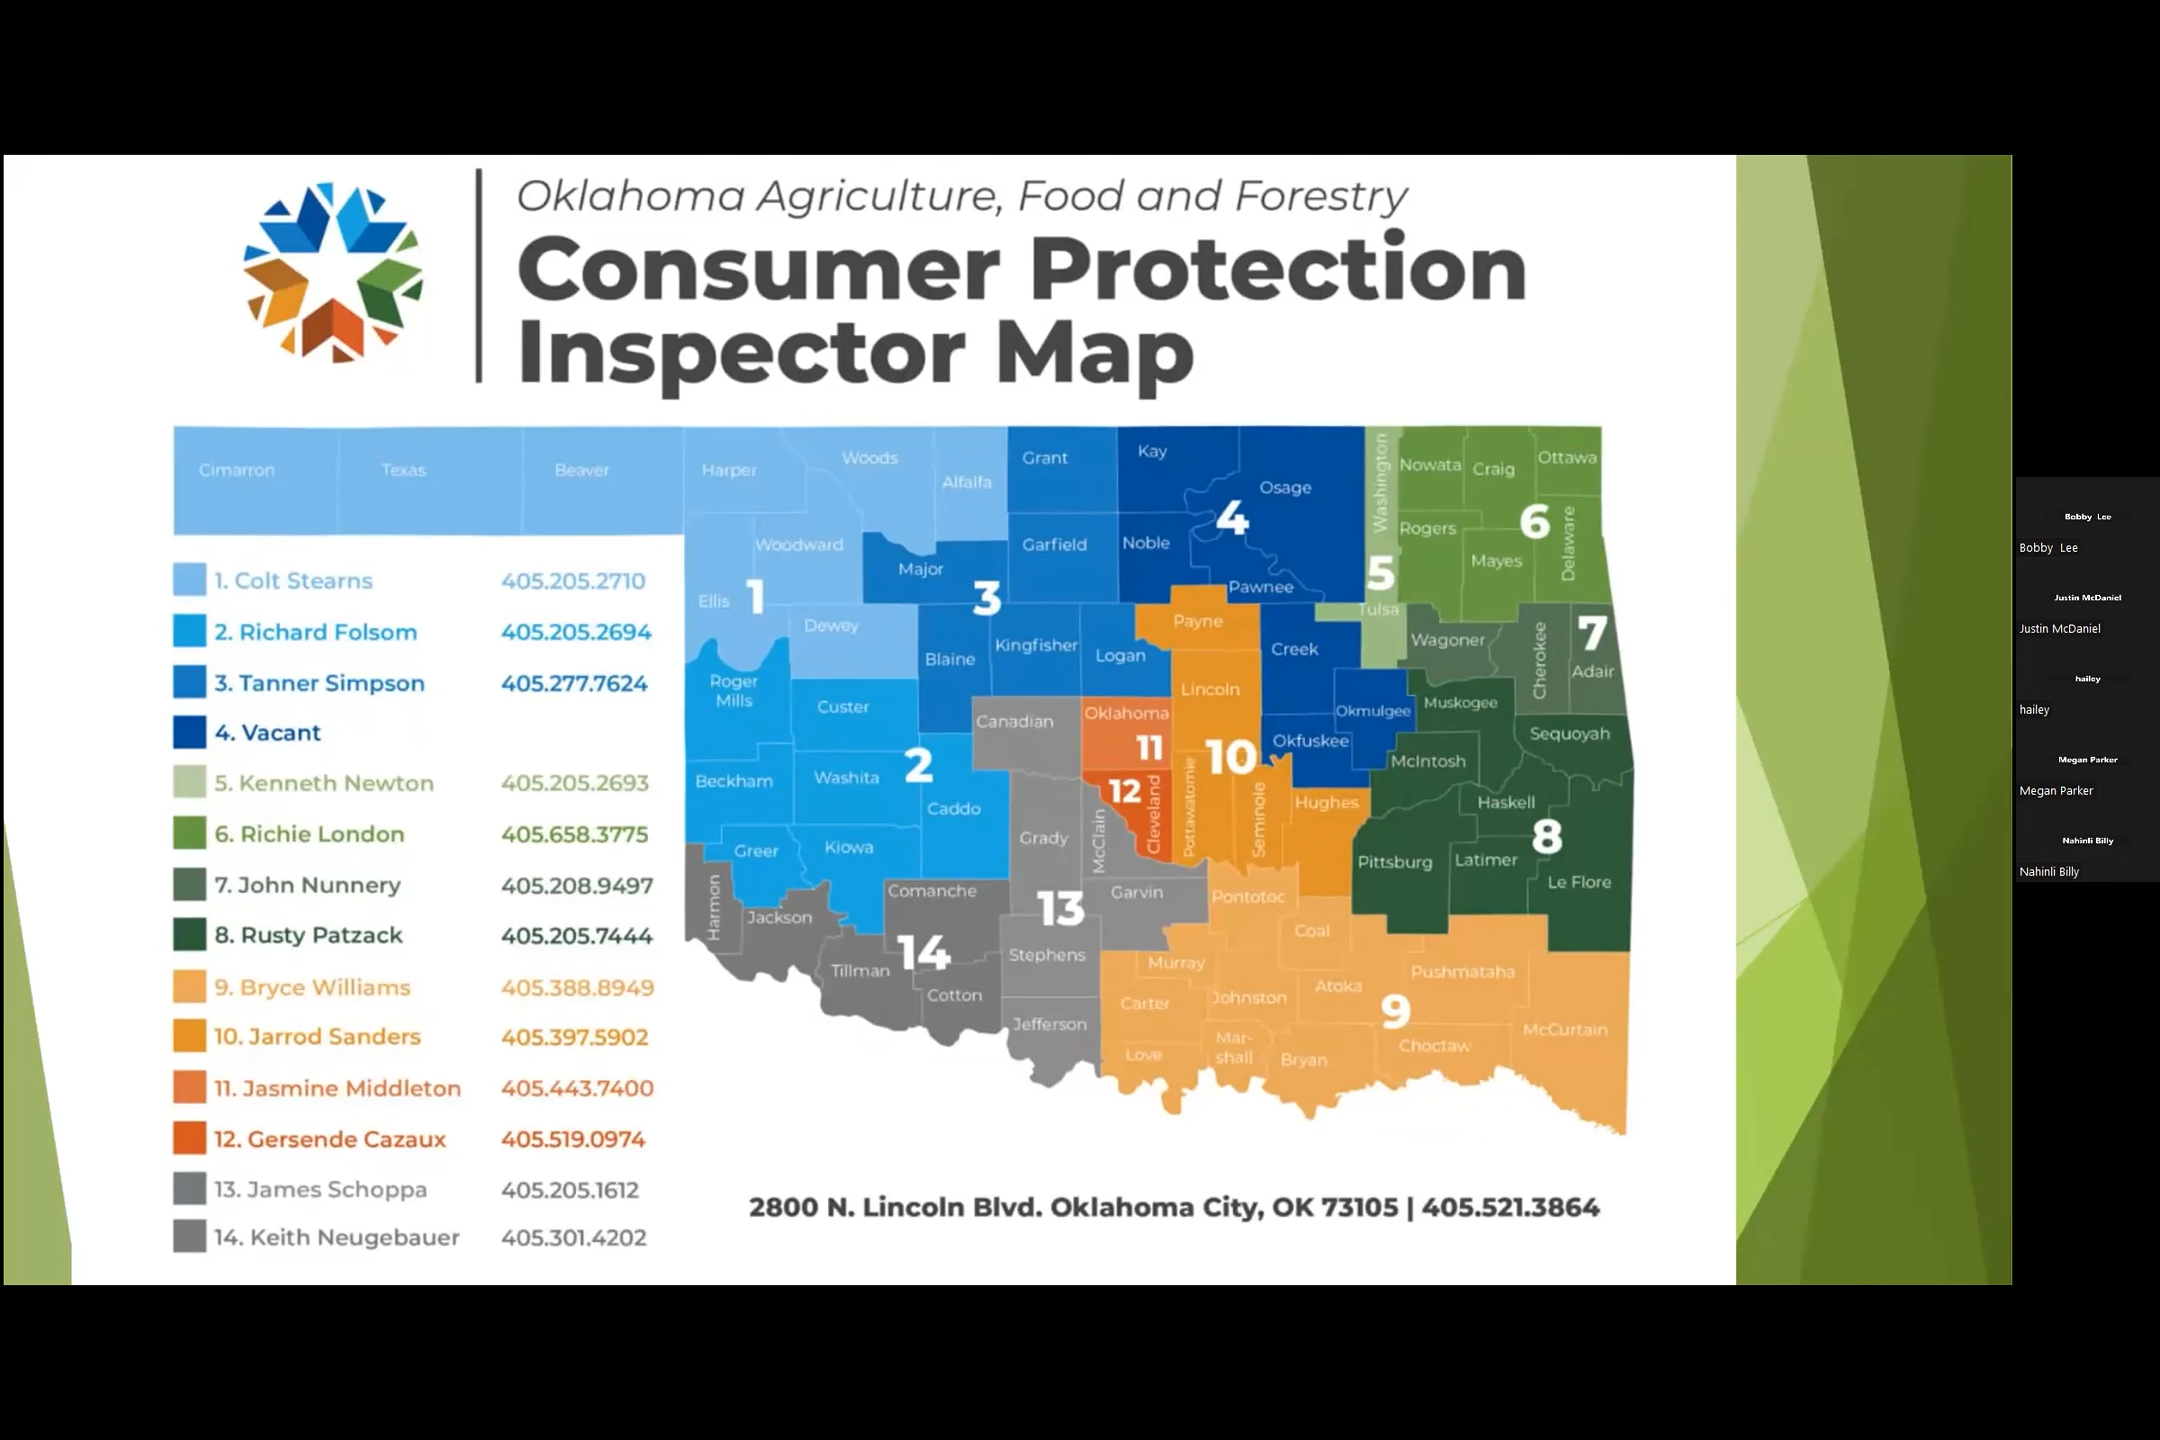 Oklahoma Agriculture, Food and Forestry
Consumer Protection
Inspector Map
1. Colt Stearns 405.205.2710
2. Richard Folsom 405.205.2694
3. Tanner Simpson 405.277.7624
4. Vacant
5. Kenneth Newton 405.205.2693
6. Richie London 405.658.3775
7. John Nunnery 405.208.9497
8. Rusty Patzack 405.205.7444
9. Bryce Williams 405.388.8949
10. Jarrod Sanders 405.397.5902
11. Jasmine Middleton 405.443.7400
12. Gersende Cazaux 405.519.0974
13. James Schoppa 405.205.1612
14. Keith Neugebauer 405.301.4202
Cimarron
Texas
Beaver
Harper
Woods
Alfalfa
Woodward
Ellis
1
Dewey
Grant
Garfield
Major
3
Blaine
Kingfisher
Logan
Kay
Osage
4
Noble
Pawnee
Creek
Okmulgee
Okfuskee
Washington
5
Tulsa
Nowata
Craig
Ottawa
Rogers
6
Mayes
Delaware
Wagoner
Cherokee
7
Adair
Roger
Mills
Custer
Beckham
Washita
2
Caddo
Greer
Kiowa
Canadian
Oklahoma
11
12
Cleveland
Payne
Lincoln
10
Pottawatomie
Seminole
Hughes
Muskogee
Sequoyah
McIntosh
Haskell
8
Pittsburg
Latimer
Le Flore
Grady
McClain
13
Garvin
Stephens
Jefferson
Harmon
Jackson
Comanche
14
Tillman
Cotton
Pontotoc
Coal
Murray
Carter
Johnston
Atoka
Pushmataha
9
McCurtain
Love
Mar-
shall
Bryan
Choctaw
2800 N. Lincoln Blvd. Oklahoma City, OK 73105 | 405.521.3864
Bobby Lee
Bobby Lee
Justin McDaniel
Justin McDaniel
hailey
hailey
Megan Parker
Megan Parker
Nahinli Billy
Nahinli Billy